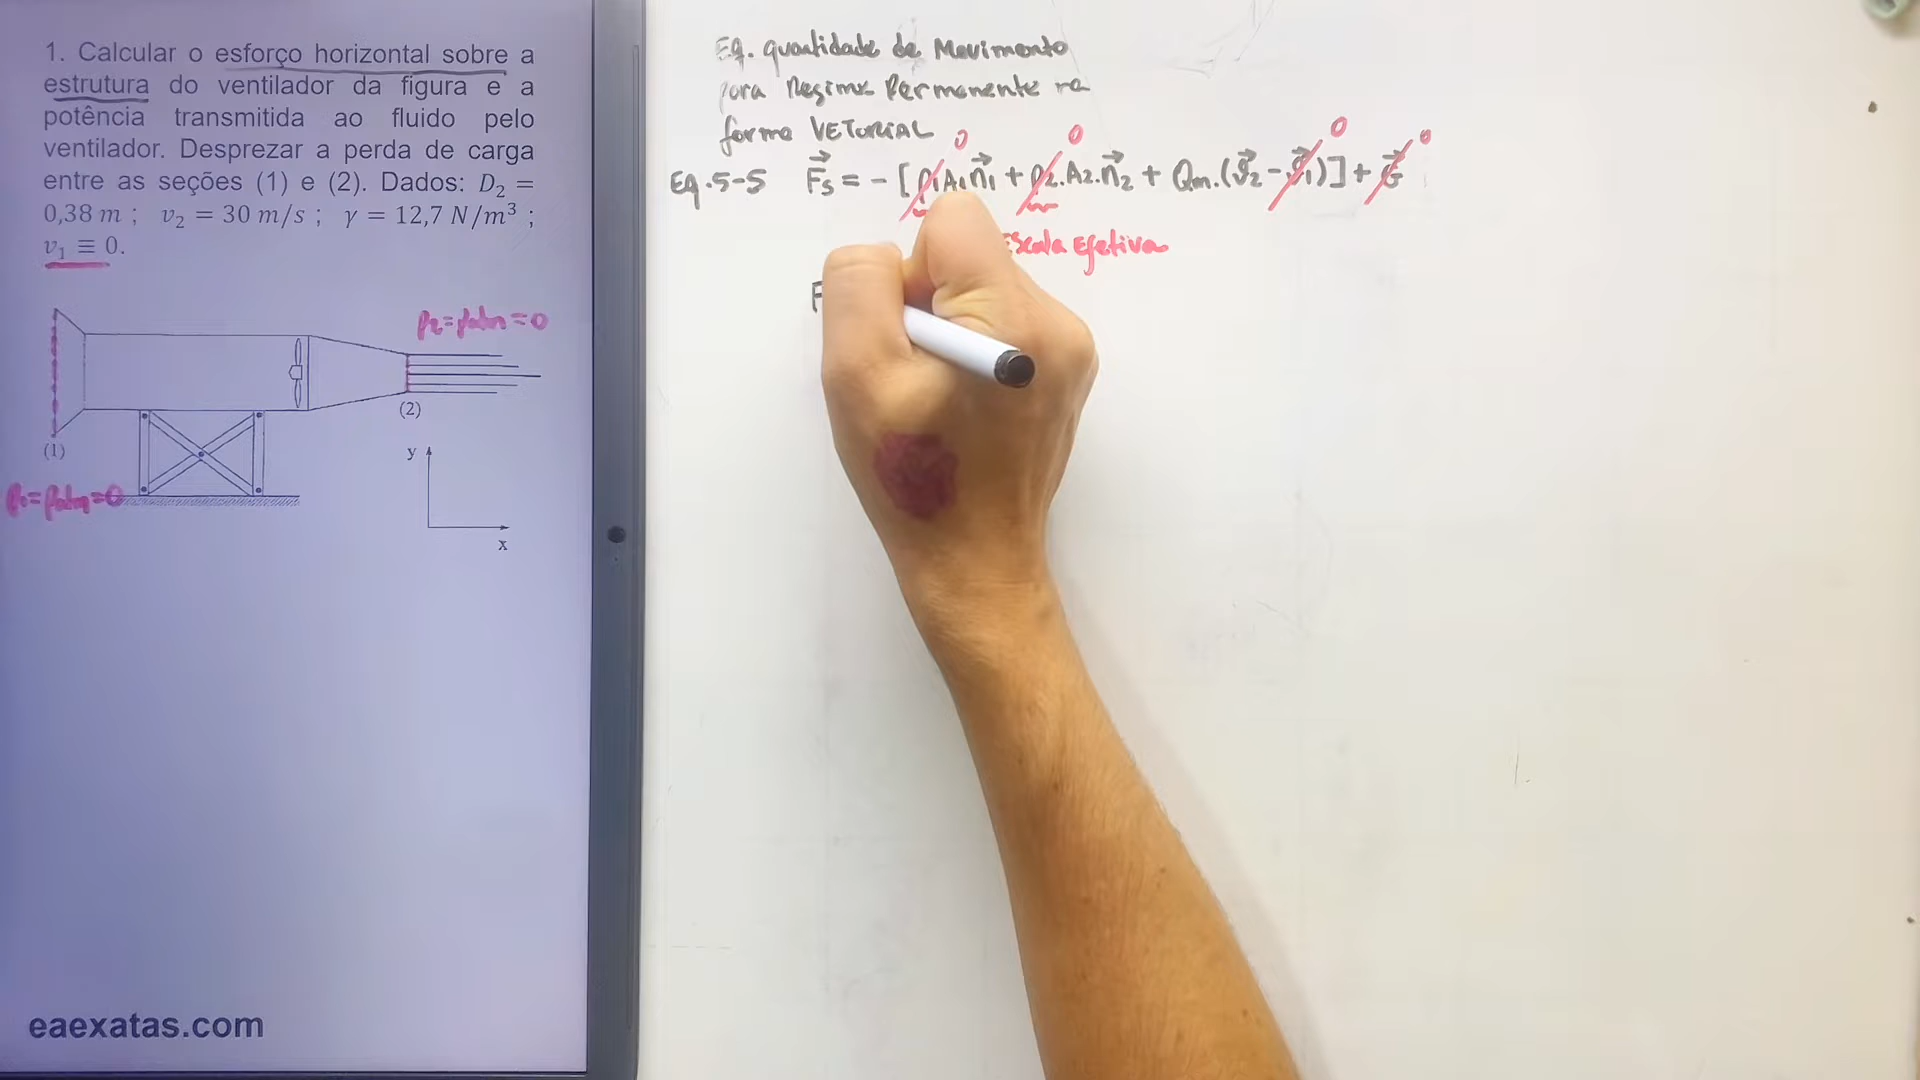 1. Calcular o esforço horizontal sobre a
estrutura do ventilador da figura e a
potência transmitida ao fluido pelo
ventilador. Desprezar a perda de carga
entre as seções (1) e (2). Dados: D₂ =
0,38 m ; v₂ = 30 m/s ; γ = 12,7 N/m³ ;
v₁ ≡ 0.
p₂=patm=0
(2)
(1)
y
p₁=patm=0
x
eaexatas.com
Eq. quantidade de Movimento
para Regime Permanente na
forma VETORIAL
0 0 0 0
Eq.5-5 F⃗s = - [p₁A₁n⃗₁ + p₂.A₂.n⃗₂ + Qm.(v⃗₂-v⃗₁)] + G⃗
Escala Efetiva
F